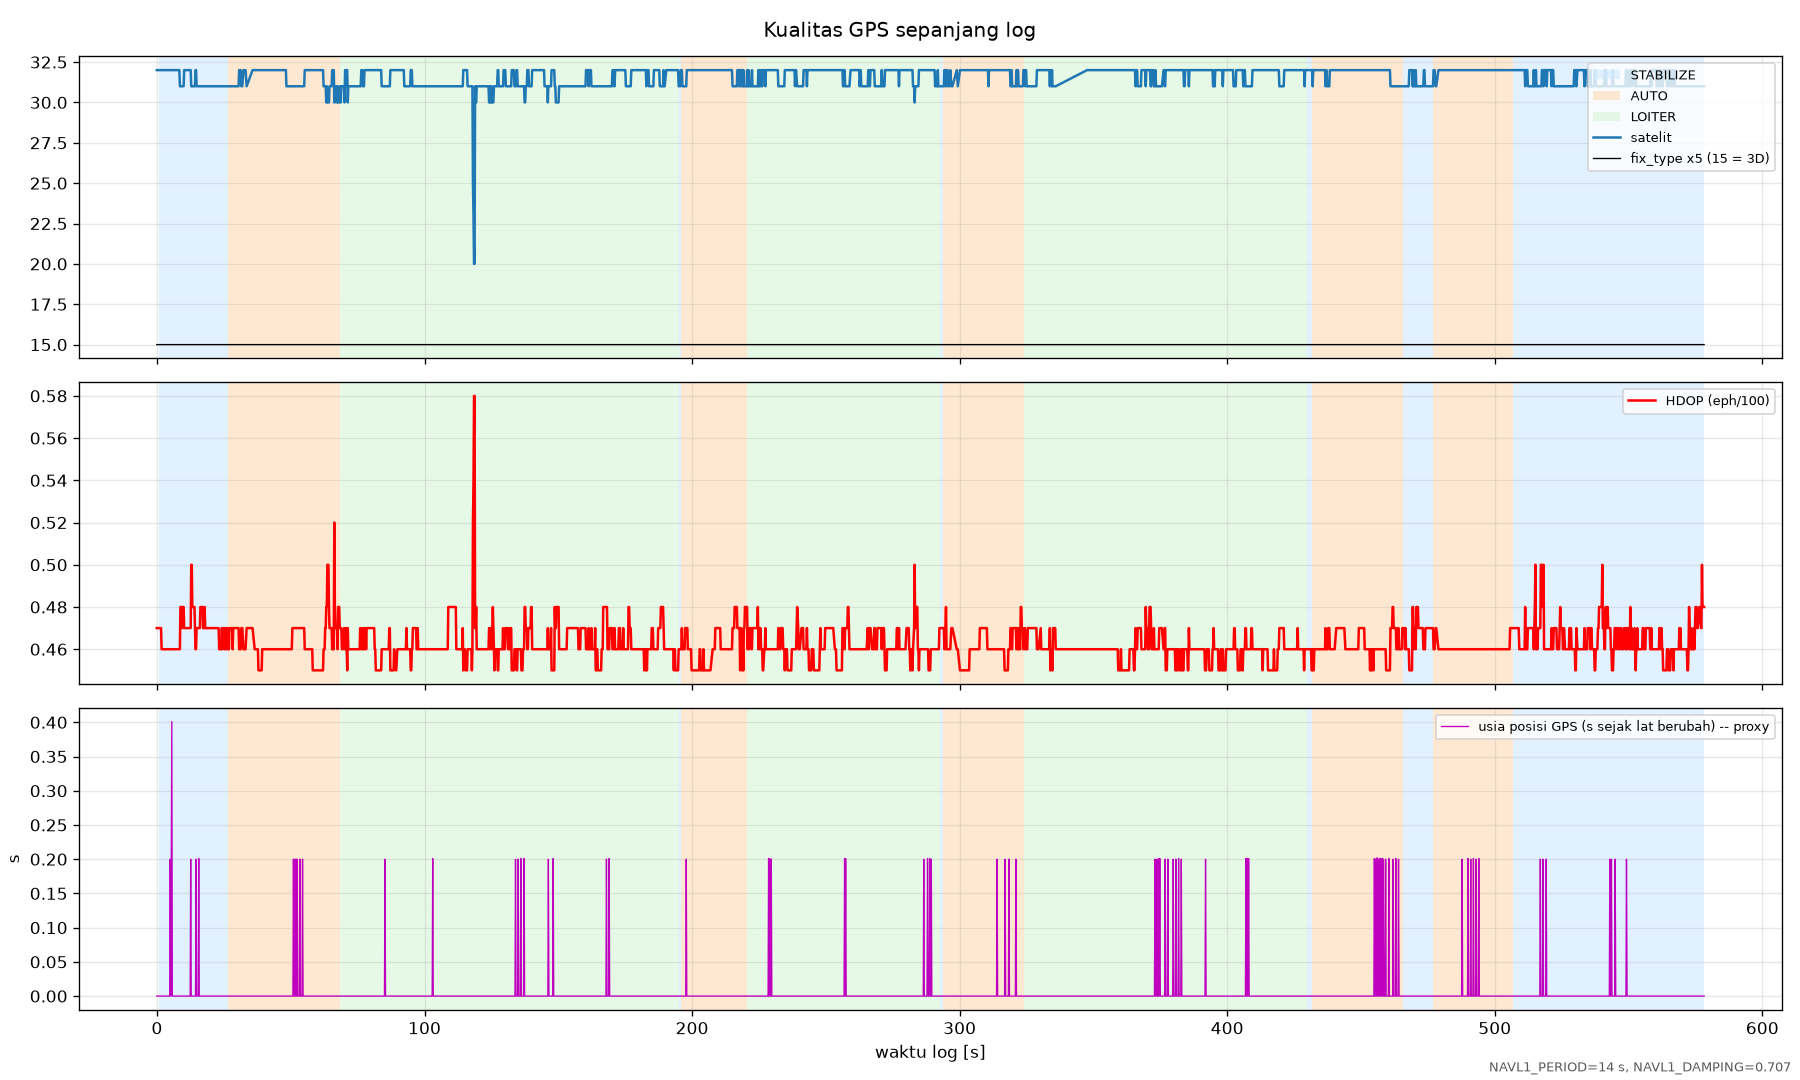 Kualitas GPS sepanjang log
32.5
30.0
27.5
25.0
22.5
20.0
17.5
15.0
STABILIZE
AUTO
LOITER
satelit
fix_type x5 (15 = 3D)
0.58
0.56
0.54
0.52
0.50
0.48
0.46
HDOP (eph/100)
0.40
0.35
0.30
0.25
0.20
0.15
0.10
0.05
0.00
s
usia posisi GPS (s sejak lat berubah) -- proxy
0 100 200 300 400 500 600
waktu log [s]
NAVL1_PERIOD=14 s, NAVL1_DAMPING=0.707